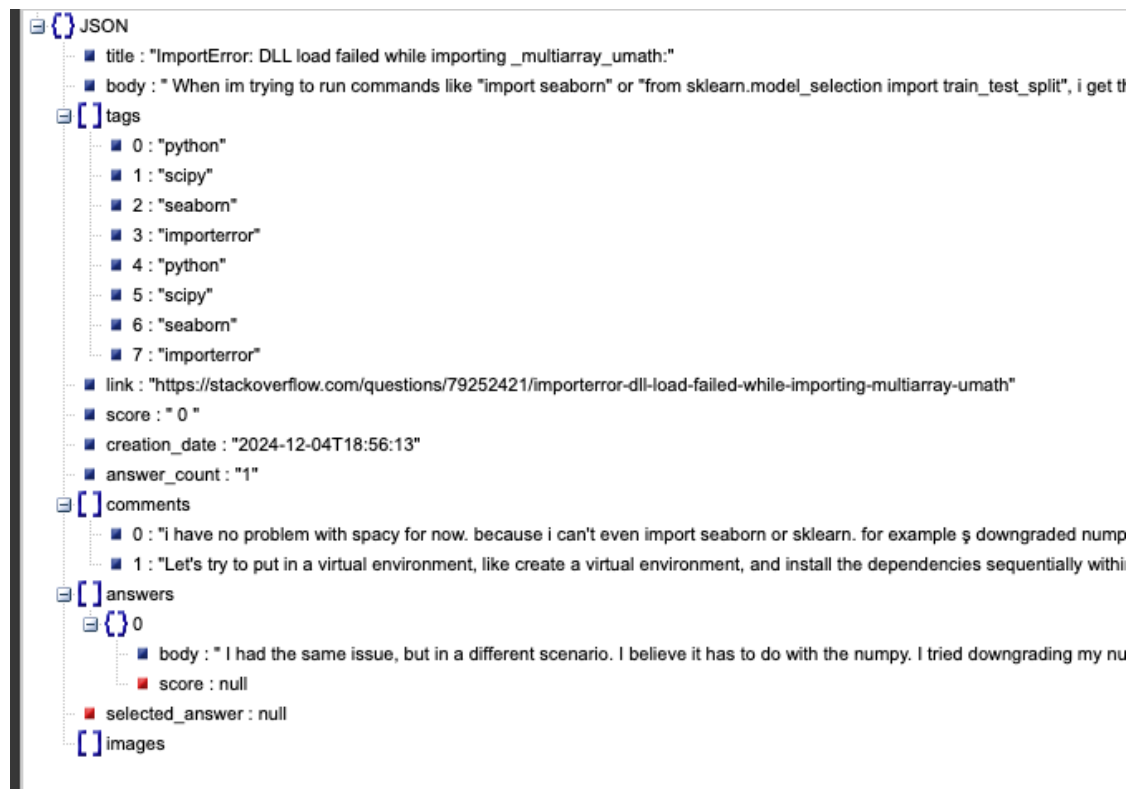 JSON
title : "ImportError: DLL load failed while importing _multiarray_umath:"
body : " When im trying to run commands like "import seaborn" or "from sklearn.model_selection import train_test_split", i get th
tags
0 : "python"
1 : "scipy"
2 : "seaborn"
3 : "importerror"
4 : "python"
5 : "scipy"
6 : "seaborn"
7 : "importerror"
link : "https://stackoverflow.com/questions/79252421/importerror-dll-load-failed-while-importing-multiarray-umath"
score : " 0 "
creation_date : "2024-12-04T18:56:13"
answer_count : "1"
comments
0 : "i have no problem with spacy for now. because i can't even import seaborn or sklearn. for example ş downgraded nump
1 : "Let's try to put in a virtual environment, like create a virtual environment, and install the dependencies sequentially withi
answers
0
body : " I had the same issue, but in a different scenario. I believe it has to do with the numpy. I tried downgrading my nu
score : null
selected_answer : null
images